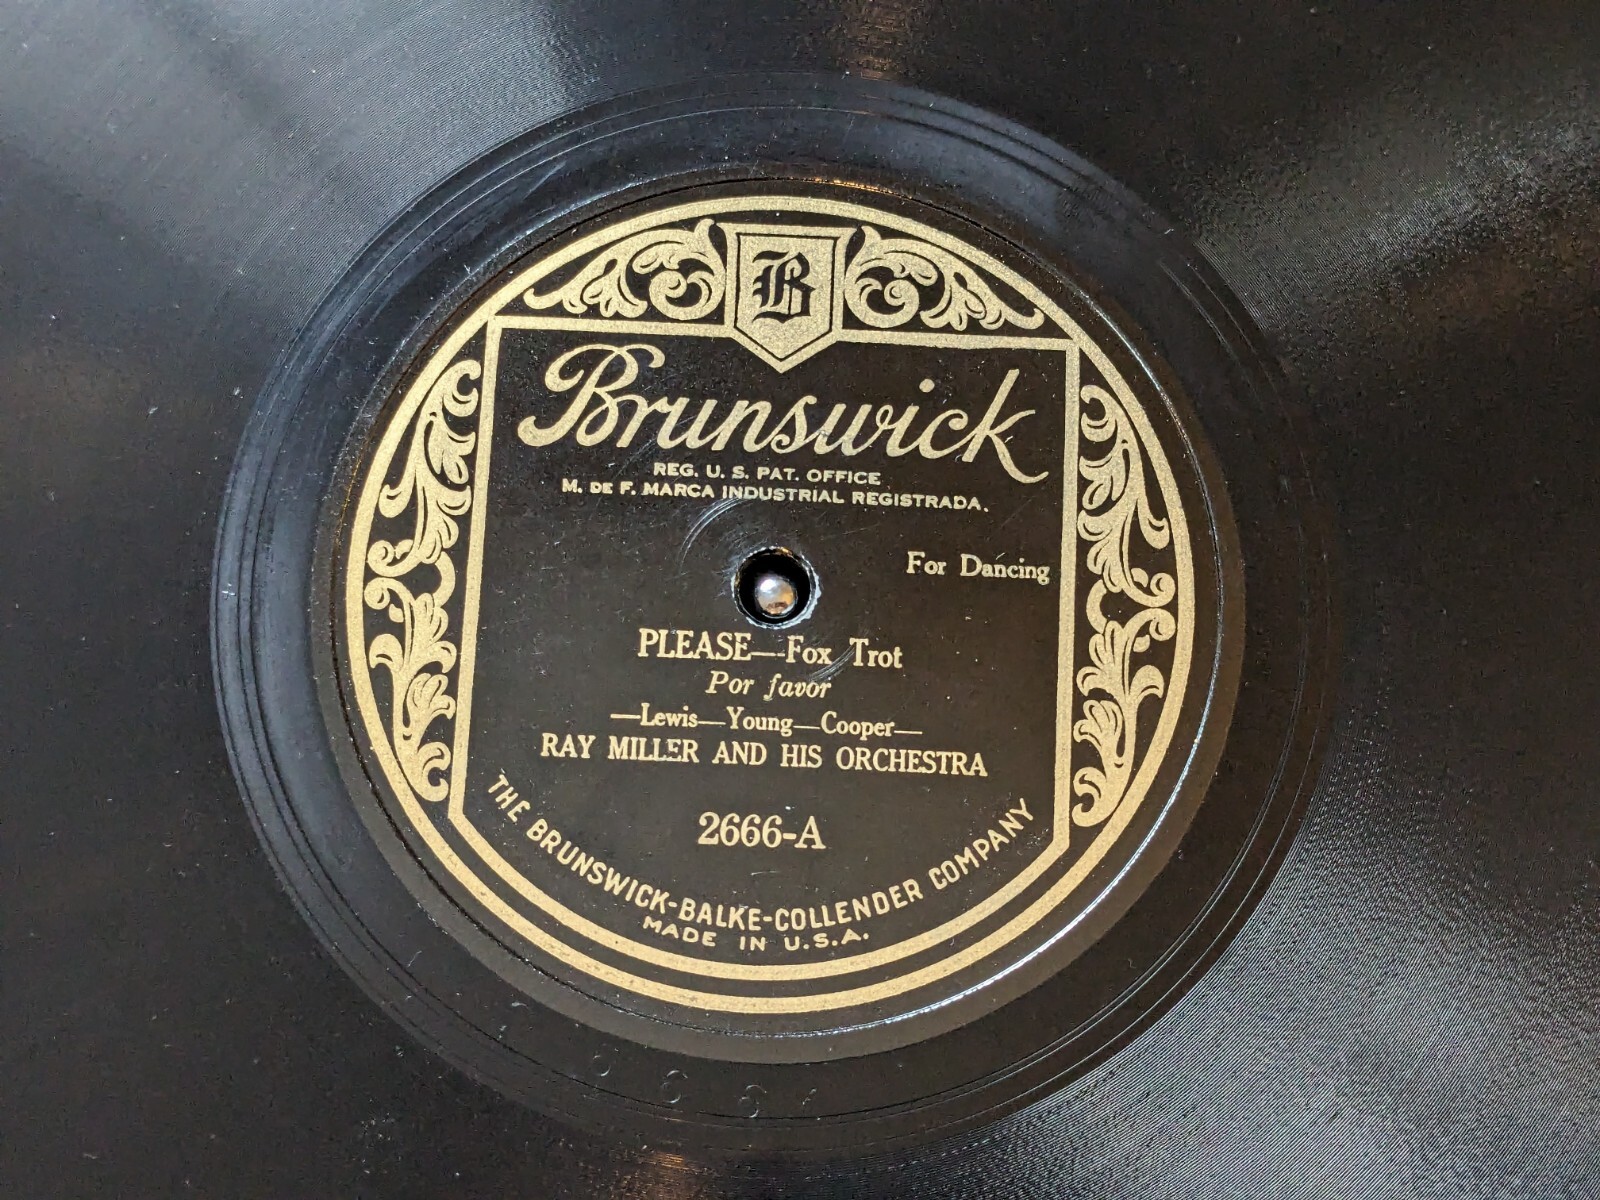 B
Brunswick
REG. U. S. PAT. OFFICE
M. DE F. MARCA INDUSTRIAL REGISTRADA.
For Dancing
PLEASE—Fox Trot
Por favor
—Lewis—Young—Cooper—
RAY MILLER AND HIS ORCHESTRA
2666-A
THE BRUNSWICK-BALKE-COLLENDER COMPANY
MADE IN U.S.A.